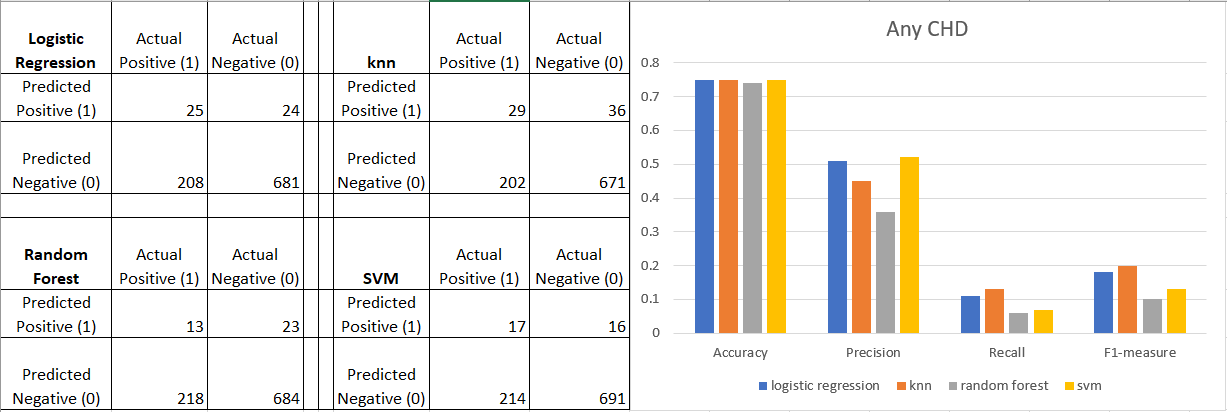 Logistic Regression
Actual Positive (1)
Actual Negative (0)
knn
Actual Positive (1)
Actual Negative (0)
Predicted Positive (1)
25
24
Predicted Positive (1)
29
36
Predicted Negative (0)
208
681
Predicted Negative (0)
202
671
Random Forest
Actual Positive (1)
Actual Negative (0)
SVM
Actual Positive (1)
Actual Negative (0)
Predicted Positive (1)
13
23
Predicted Positive (1)
17
16
Predicted Negative (0)
218
684
Predicted Negative (0)
214
691
Any CHD
0.8
0.7
0.6
0.5
0.4
0.3
0.2
0.1
0
Accuracy
Precision
Recall
F1-measure
logistic regression
knn
random forest
svm